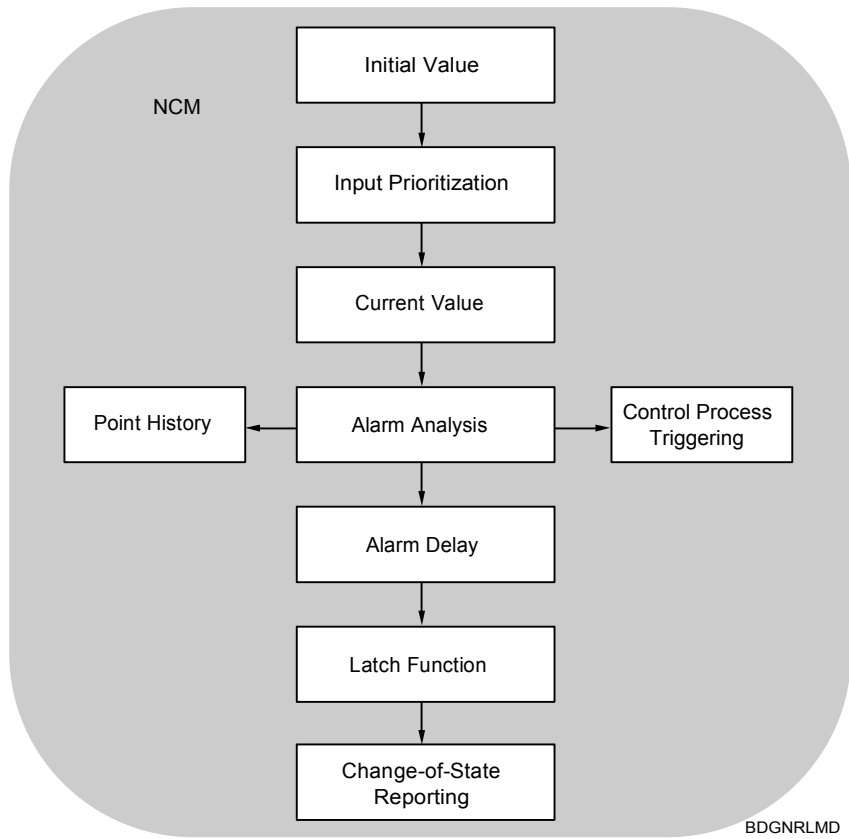 Initial Value
NCM
Input Prioritization
Current Value
Point History
Alarm Analysis
Control Process
Triggering
Alarm Delay
Latch Function
Change-of-State
Reporting
BDGNRLMD